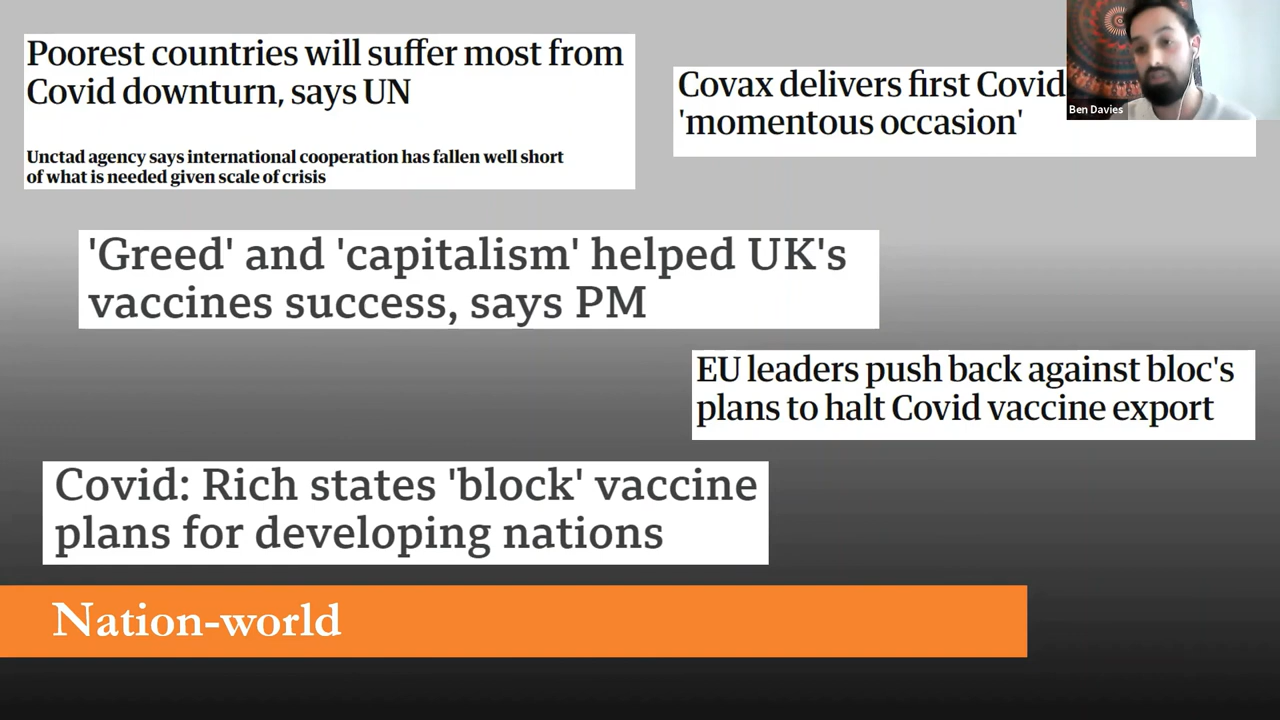 Poorest countries will suffer most from
Covid downturn, says UN
Unctad agency says international cooperation has fallen well short
of what is needed given scale of crisis
Covax delivers first Covid
'momentous occasion'
Ben Davies
'Greed' and 'capitalism' helped UK's
vaccines success, says PM
EU leaders push back against bloc's
plans to halt Covid vaccine export
Covid: Rich states 'block' vaccine
plans for developing nations
Nation-world